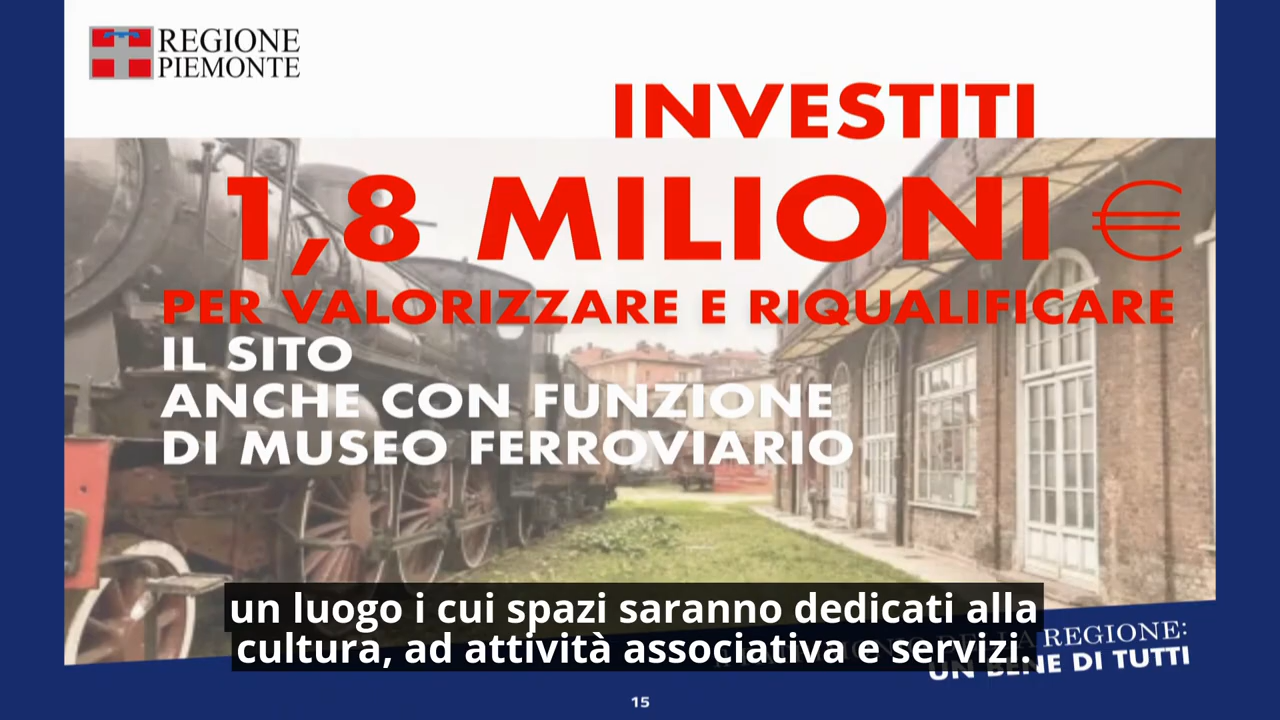 REGIONE
PIEMONTE
INVESTITI
1,8 MILIONI €
PER VALORIZZARE E RIQUALIFICARE
IL SITO
ANCHE CON FUNZIONE
DI MUSEO FERROVIARIO
un luogo i cui spazi saranno dedicati alla
cultura, ad attività associativa e servizi.
REGIONE:
UN BENE DI TUTTI
15